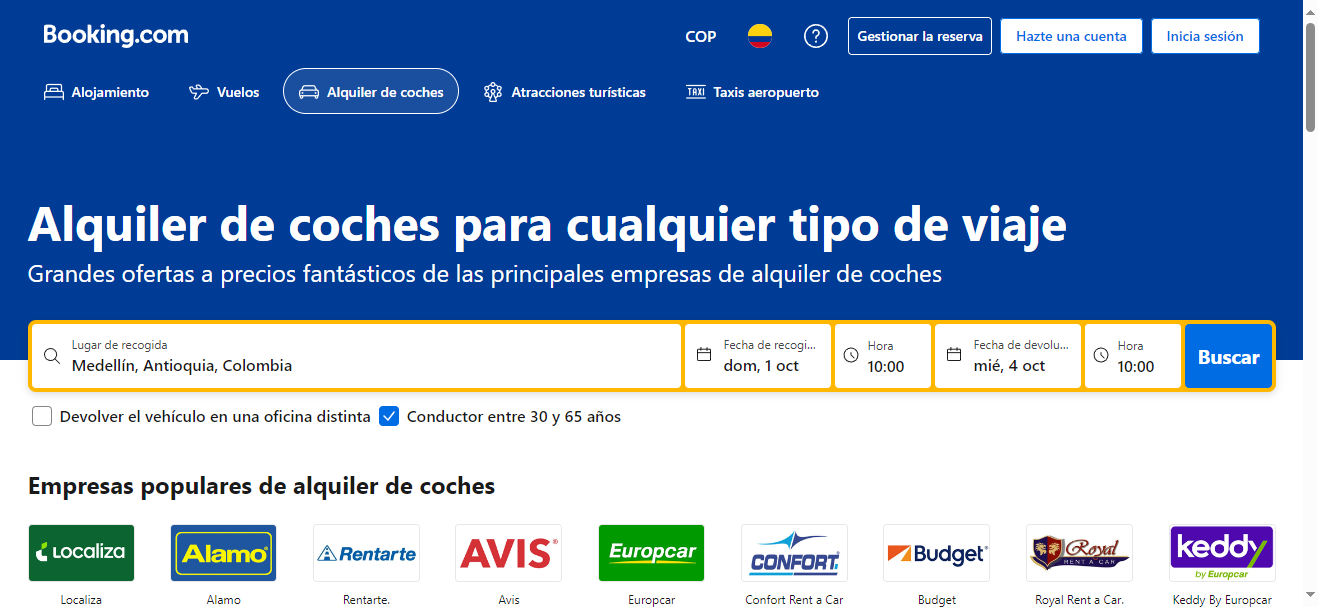 Booking.com
COP
Gestionar la reserva
Hazte una cuenta
Inicia sesión
Alojamiento
Vuelos
Alquiler de coches
Atracciones turísticas
TAXI Taxis aeropuerto
Alquiler de coches para cualquier tipo de viaje
Grandes ofertas a precios fantásticos de las principales empresas de alquiler de coches
Lugar de recogida
Medellín, Antioquia, Colombia
Fecha de recogi...
dom, 1 oct
Hora
10:00
Fecha de devolu...
mié, 4 oct
Hora
10:00
Buscar
Devolver el vehículo en una oficina distinta
Conductor entre 30 y 65 años
Empresas populares de alquiler de coches
Localiza
Alamo
Rentarte
AVIS
Europcar
CONFORT
Budget
Royal
RENT A CAR
keddy
by Europcar
Localiza
Alamo
Rentarte.
Avis
Europcar
Confort Rent a Car
Budget
Royal Rent a Car.
Keddy By Europcar